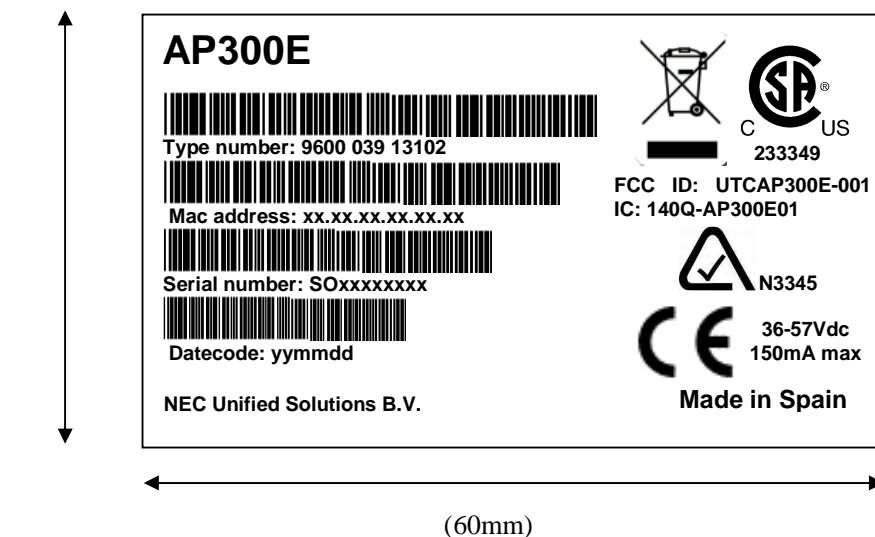 AP300E
Type number: 9600 039 13102
Mac address: xx.xx.xx.xx.xx.xx
Serial number: SOxxxxxxxx
Datecode: yymmdd
NEC Unified Solutions B.V.
SA ®
C US
233349
FCC ID: UTCAP300E-001
IC: 140Q-AP300E01
N3345
CE
36-57Vdc
150mA max
Made in Spain
(60mm)